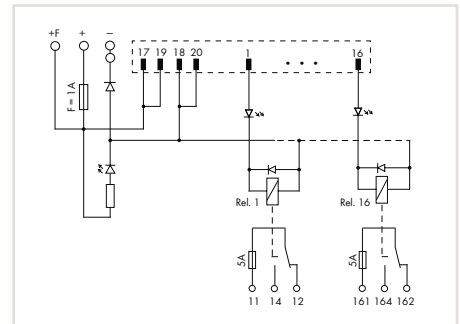 +F + −
17 19 18 20 1 16
F = 1A
Rel. 1 Rel. 16
5A 5A
11 14 12 161 164 162